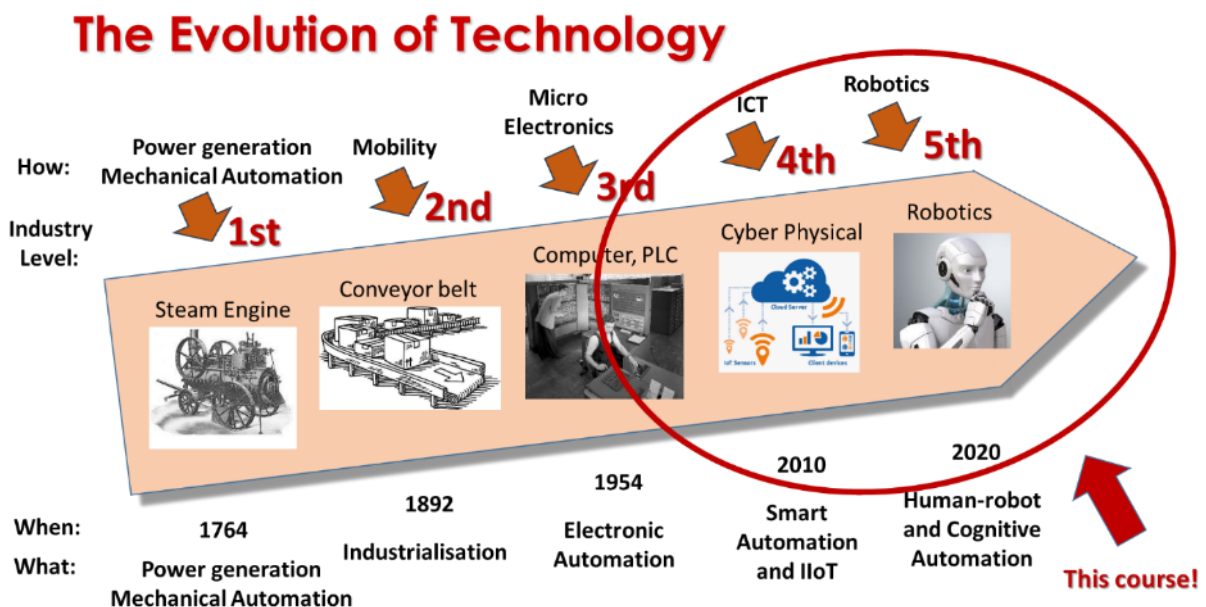 The Evolution of Technology
How:
Power generation
Mechanical Automation
Mobility
Micro
Electronics
ICT
Robotics
Industry
Level:
1st
2nd
3rd
4th
5th
Steam Engine
Conveyor belt
Computer, PLC
Cyber Physical
Robotics
Cloud Server
IoT Sensors
Client devices
When:
1764
1892
1954
2010
2020
What:
Power generation
Mechanical Automation
Industrialisation
Electronic
Automation
Smart
Automation
and IIoT
Human-robot
and Cognitive
Automation
This course!